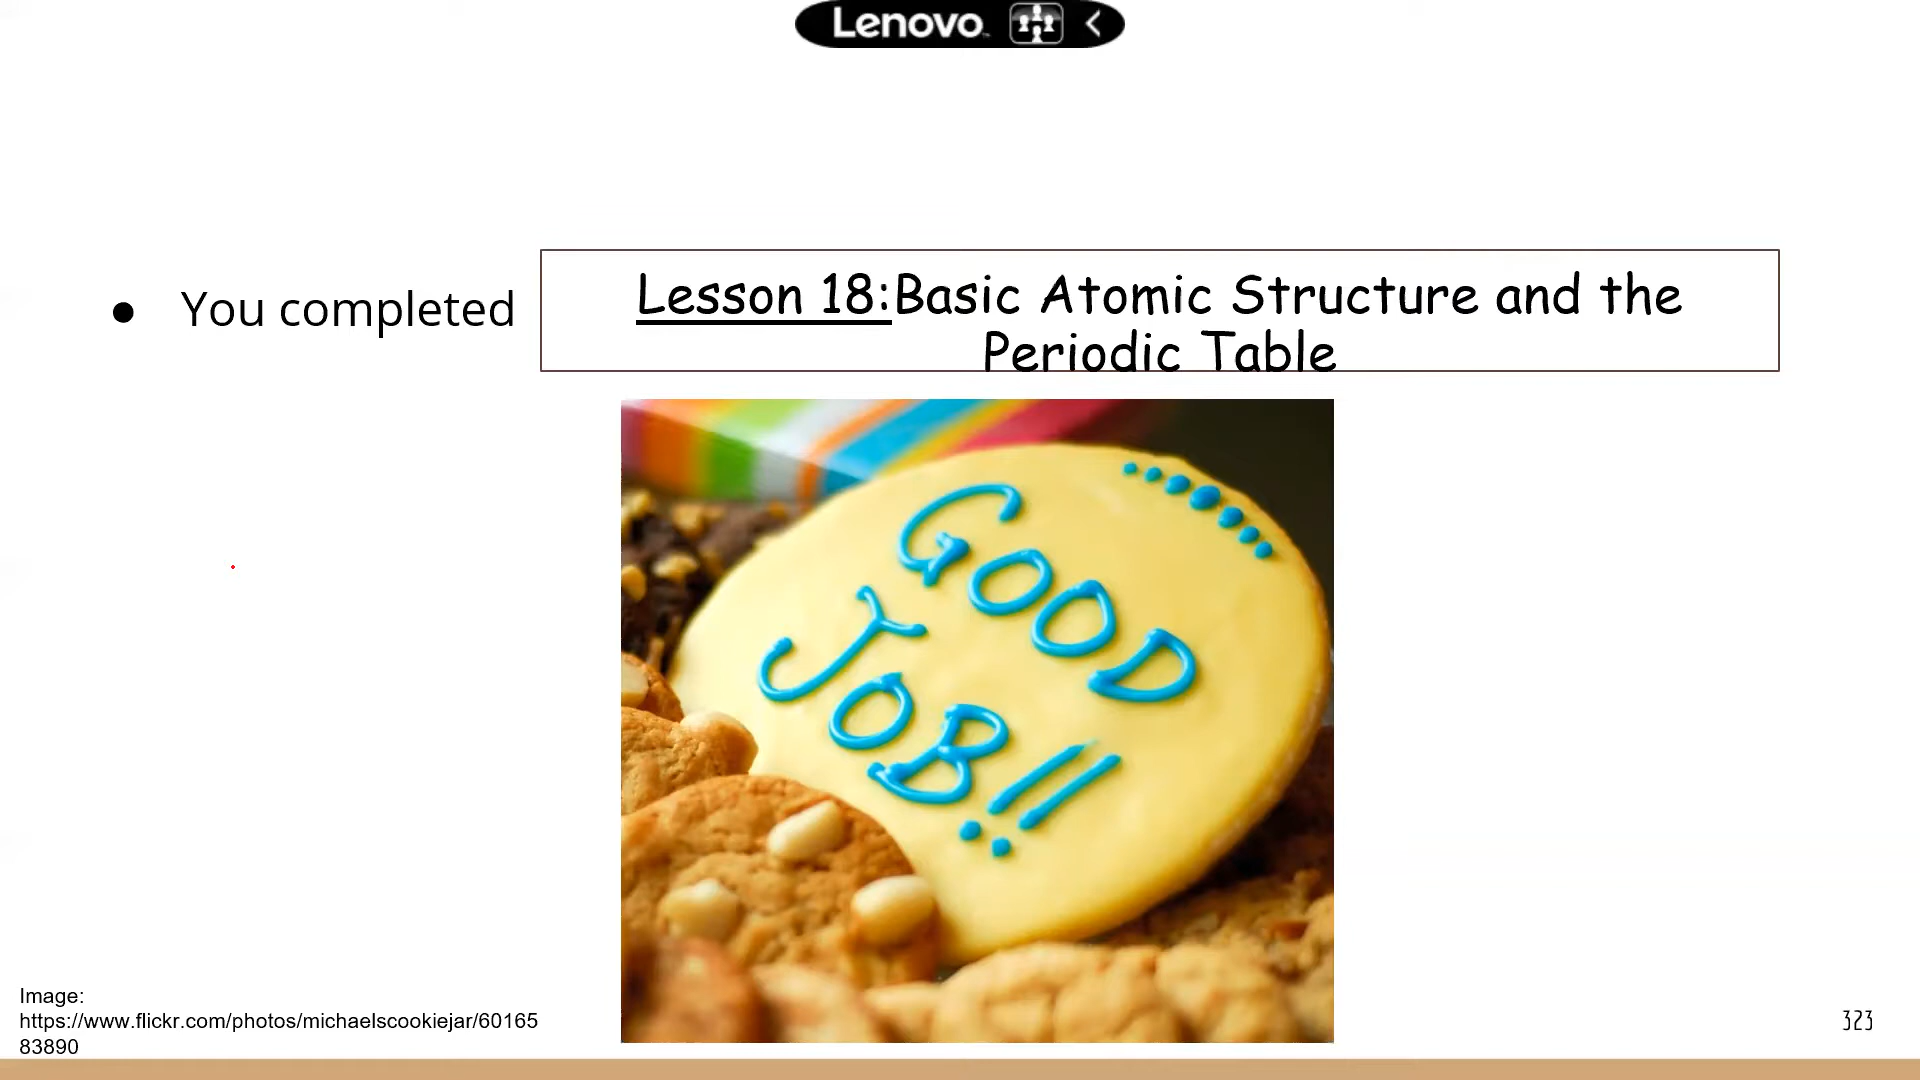 Lenovo
● You completed
Lesson 18:Basic Atomic Structure and the
Periodic Table
GOOD
JOB!!
Image:
https://www.flickr.com/photos/michaelscookiejar/60165
83890
323